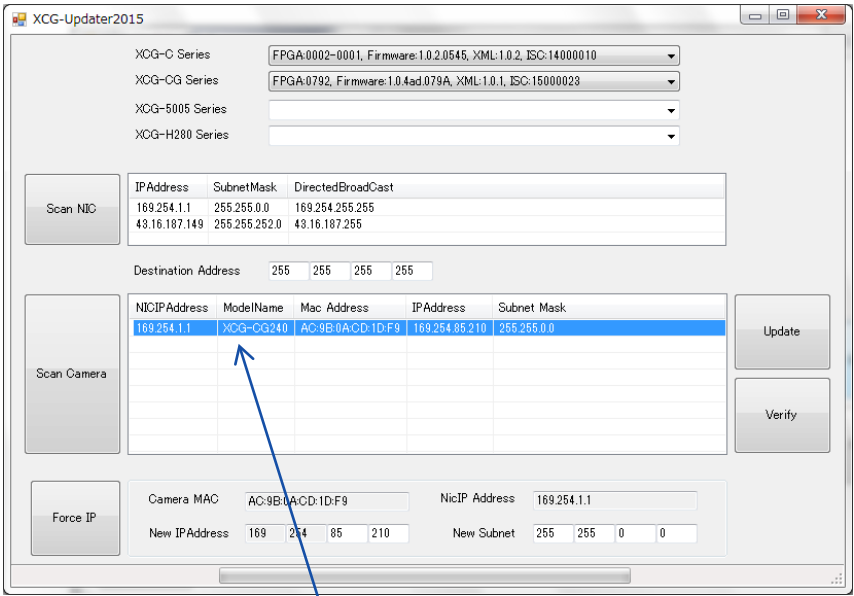 XCG-Updater2015
XCG-C Series FPGA:0002-0001, Firmware:1.0.2.0545, XML:1.0.2, ISC:14000010
XCG-CG Series FPGA:0792, Firmware:1.0.4ad.079A, XML:1.0.1, ISC:15000023
XCG-5005 Series
XCG-H280 Series
Scan NIC
IPAddress SubnetMask DirectedBroadCast
169.254.1.1 255.255.0.0 169.254.255.255
43.16.187.149 255.255.252.0 43.16.187.255
Destination Address 255 255 255 255
Scan Camera
NICIPAddress ModelName Mac Address IPAddress Subnet Mask
169.254.1.1 XCG-CG240 AC:9B:0A:CD:1D:F9 169.254.85.210 255.255.0.0
Update
Verify
Force IP
Camera MAC AC:9B:0A:CD:1D:F9 NicIP Address 169.254.1.1
New IPAddress 169 254 85 210 New Subnet 255 255 0 0